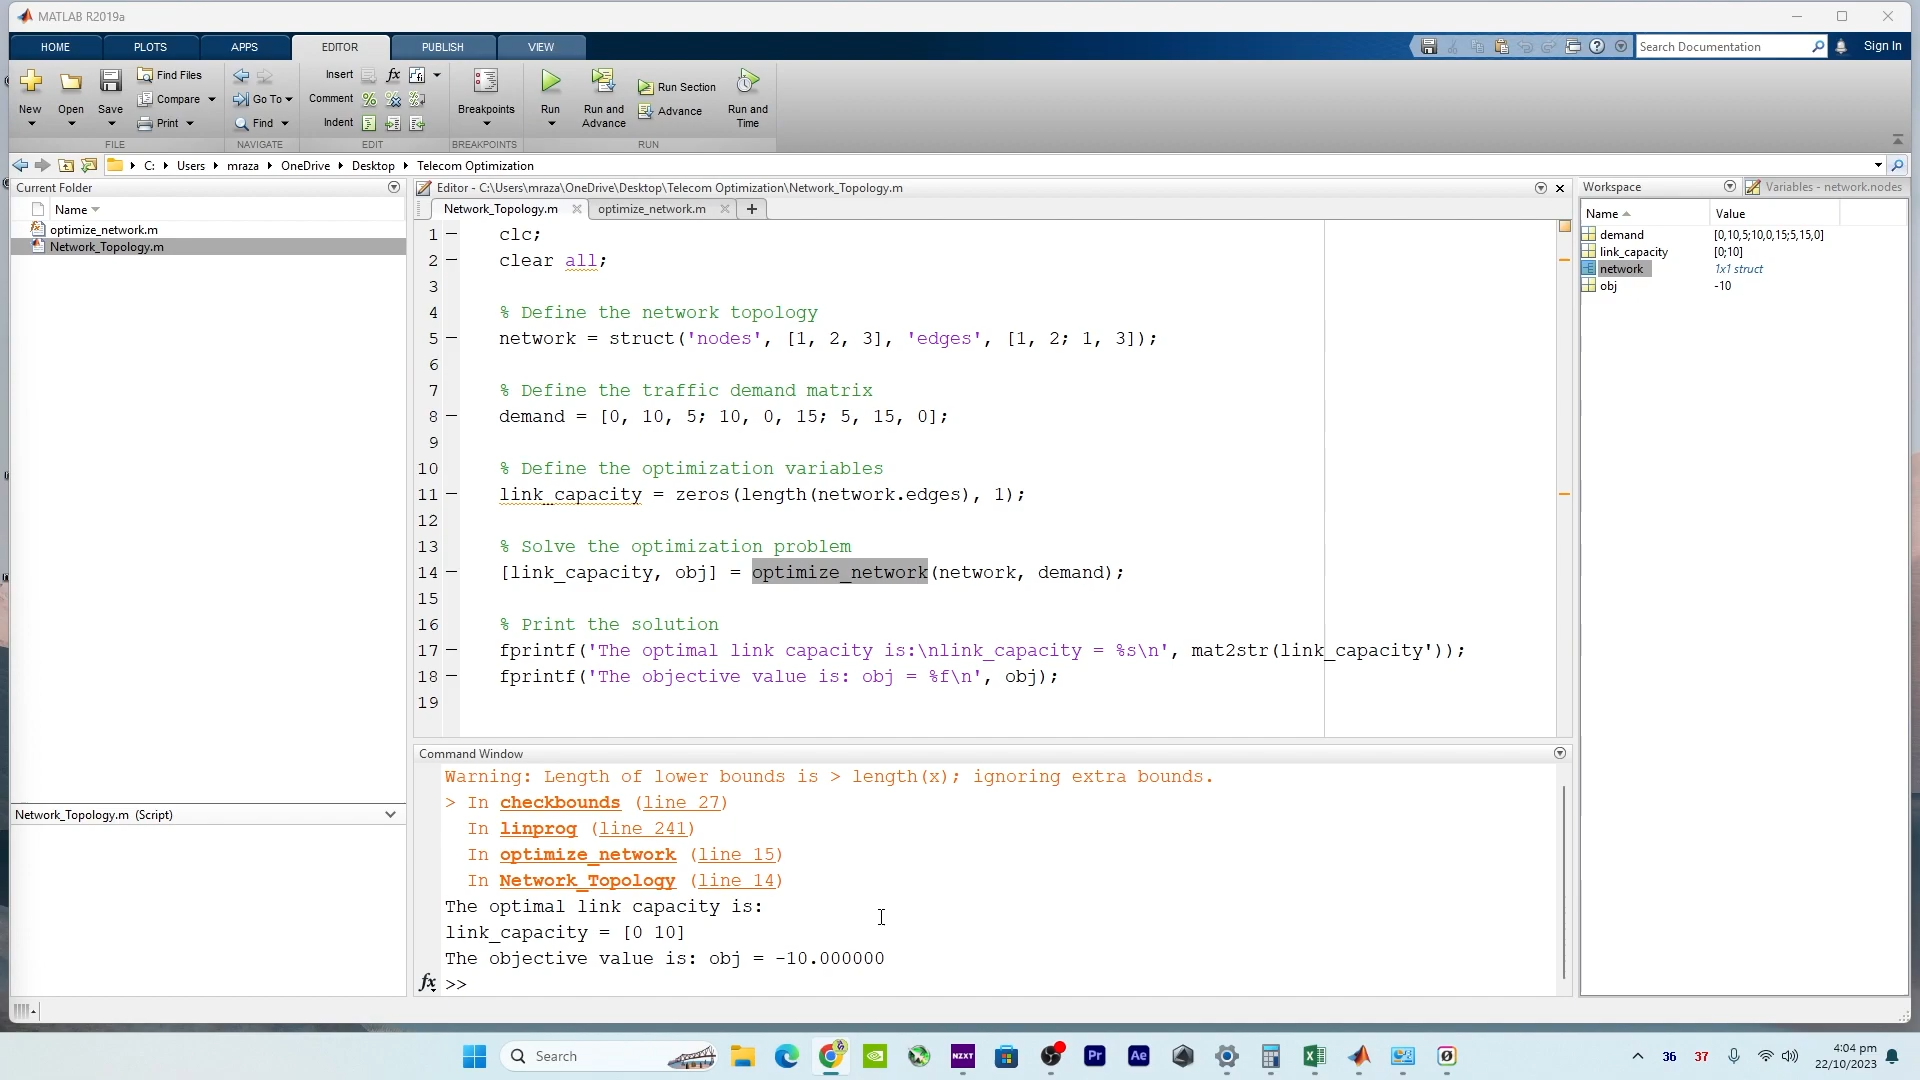 MATLAB R2019a
HOME PLOTS APPS EDITOR PUBLISH VIEW
Search Documentation
Sign In
New
Open
Save
Find Files
Compare
Print
FILE
Go To
Find
NAVIGATE
Insert
Comment
Indent
EDIT
Breakpoints
BREAKPOINTS
Run
Run and Advance
Run Section
Advance
Run and Time
RUN
C: Users mraza OneDrive Desktop Telecom Optimization
Current Folder
Name
optimize_network.m
Network_Topology.m
Network_Topology.m (Script)
Editor - C:\Users\mraza\OneDrive\Desktop\Telecom Optimization\Network_Topology.m
Network_Topology.m optimize_network.m
1 clc;
2 clear all;
3
4 % Define the network topology
5 network = struct('nodes', [1, 2, 3], 'edges', [1, 2; 1, 3]);
6
7 % Define the traffic demand matrix
8 demand = [0, 10, 5; 10, 0, 15; 5, 15, 0];
9
10 % Define the optimization variables
11 link_capacity = zeros(length(network.edges), 1);
12
13 % Solve the optimization problem
14 [link_capacity, obj] = optimize_network(network, demand);
15
16 % Print the solution
17 fprintf('The optimal link capacity is:\nlink_capacity = %s\n', mat2str(link_capacity'));
18 fprintf('The objective value is: obj = %f\n', obj);
19
Command Window
Warning: Length of lower bounds is > length(x); ignoring extra bounds.
> In checkbounds (line 27)
In linprog (line 241)
In optimize_network (line 15)
In Network_Topology (line 14)
The optimal link capacity is:
link_capacity = [0 10]
The objective value is: obj = -10.000000
fx >>
Workspace
Variables - network.nodes
Name Value
demand [0,10,5;10,0,15;5,15,0]
link_capacity [0;10]
network 1x1 struct
obj -10
Search
NZXT
Pr
Ae
36
37
4:04 pm
22/10/2023